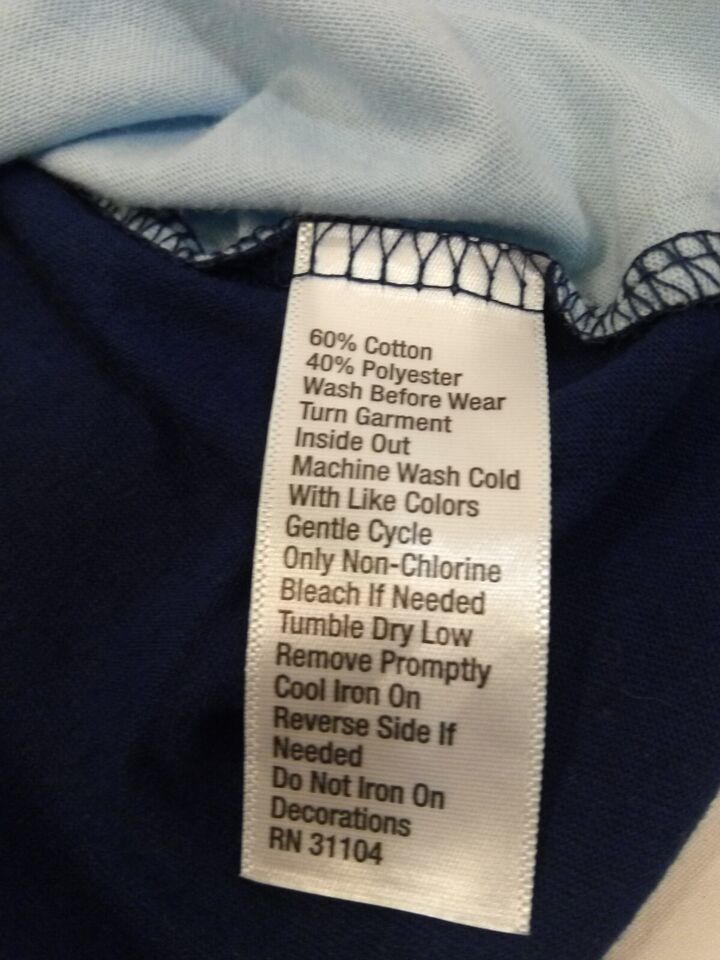 60% Cotton
40% Polyester
Wash Before Wear
Turn Garment
Inside Out
Machine Wash Cold
With Like Colors
Gentle Cycle
Only Non-Chlorine
Bleach If Needed
Tumble Dry Low
Remove Promptly
Cool Iron On
Reverse Side If
Needed
Do Not Iron On
Decorations
RN 31104